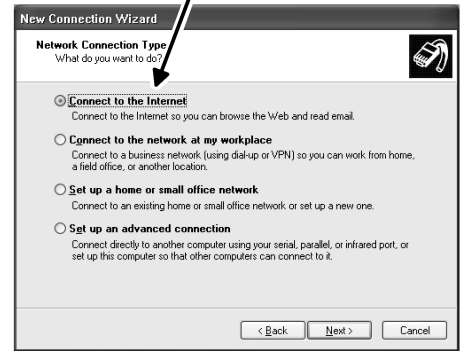 New Connection Wizard
Network Connection Type
What do you want to do?
Connect to the Internet
Connect to the Internet so you can browse the Web and read email.
Connect to the network at my workplace
Connect to a business network (using dial-up or VPN) so you can work from home,
a field office, or another location.
Set up a home or small office network
Connect to an existing home or small office network or set up a new one.
Set up an advanced connection
Connect directly to another computer using your serial, parallel, or infrared port, or
set up this computer so that other computers can connect to it.
< Back Next > Cancel